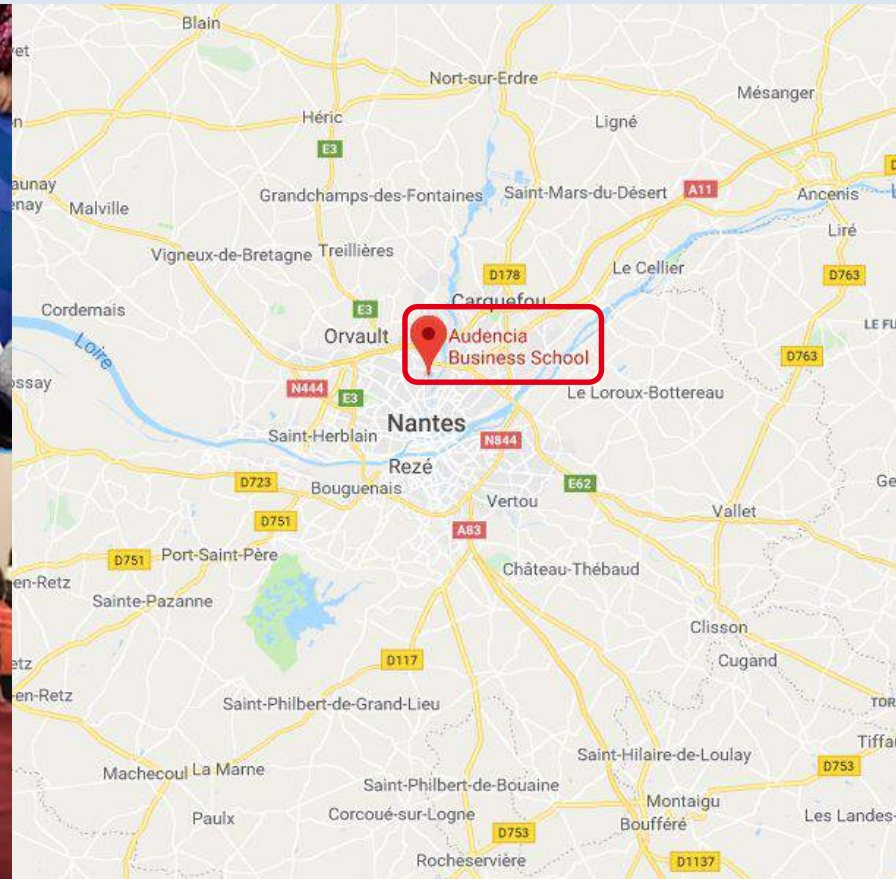 Blain
et
Nort-sur-Erdre
Mésanger
n
Héric
Ligné
E3
aunay
enay
Malville
Grandchamps-des-Fontaines
Saint-Mars-du-Désert
A11
Ancenis
Liré
Vigneux-de-Bretagne
Treillières
D178
Le Cellier
D763
Cordemais
E3
Carquefou
Loire
Orvault
Audencia
Business School
LE FU
D763
ossay
N444
E3
Le Loroux-Bottereau
Nantes
Saint-Herblain
N844
Rezé
D723
Bouguenais
E62
Ge
Vertou
Vallet
D751
A83
D751
Port-Saint-Père
en-Retz
Château-Thébaud
Sainte-Pazanne
Clisson
etz
D117
Cugand
en-Retz
Saint-Philbert-de-Grand-Lieu
TOR
Tiffau
Saint-Hilaire-de-Loulay
D753
Machecoul
La Marne
Saint-Philbert-de-Bouaine
Montaigu
Paulx
Corcoué-sur-Logne
Boufféré
Les Landes-
D753
Rocheservière
D1137